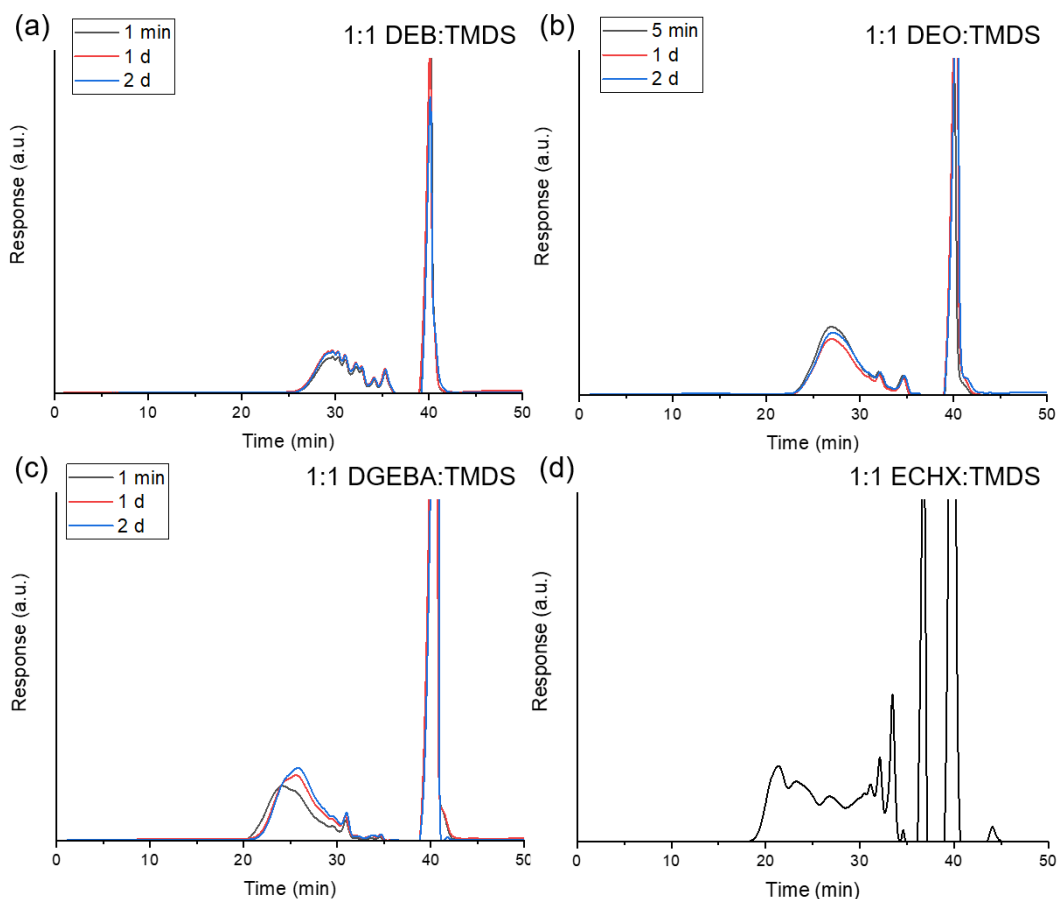 (a)
1 min
1 d
2 d
1:1 DEB:TMDS
Response (a.u.)
0 10 20 30 40 50
Time (min)
(b)
5 min
1 d
2 d
1:1 DEO:TMDS
Response (a.u.)
0 10 20 30 40 50
Time (min)
(c)
1 min
1 d
2 d
1:1 DGEBA:TMDS
Response (a.u.)
0 10 20 30 40 50
Time (min)
(d)
1:1 ECHX:TMDS
Response (a.u.)
0 10 20 30 40 50
Time (min)